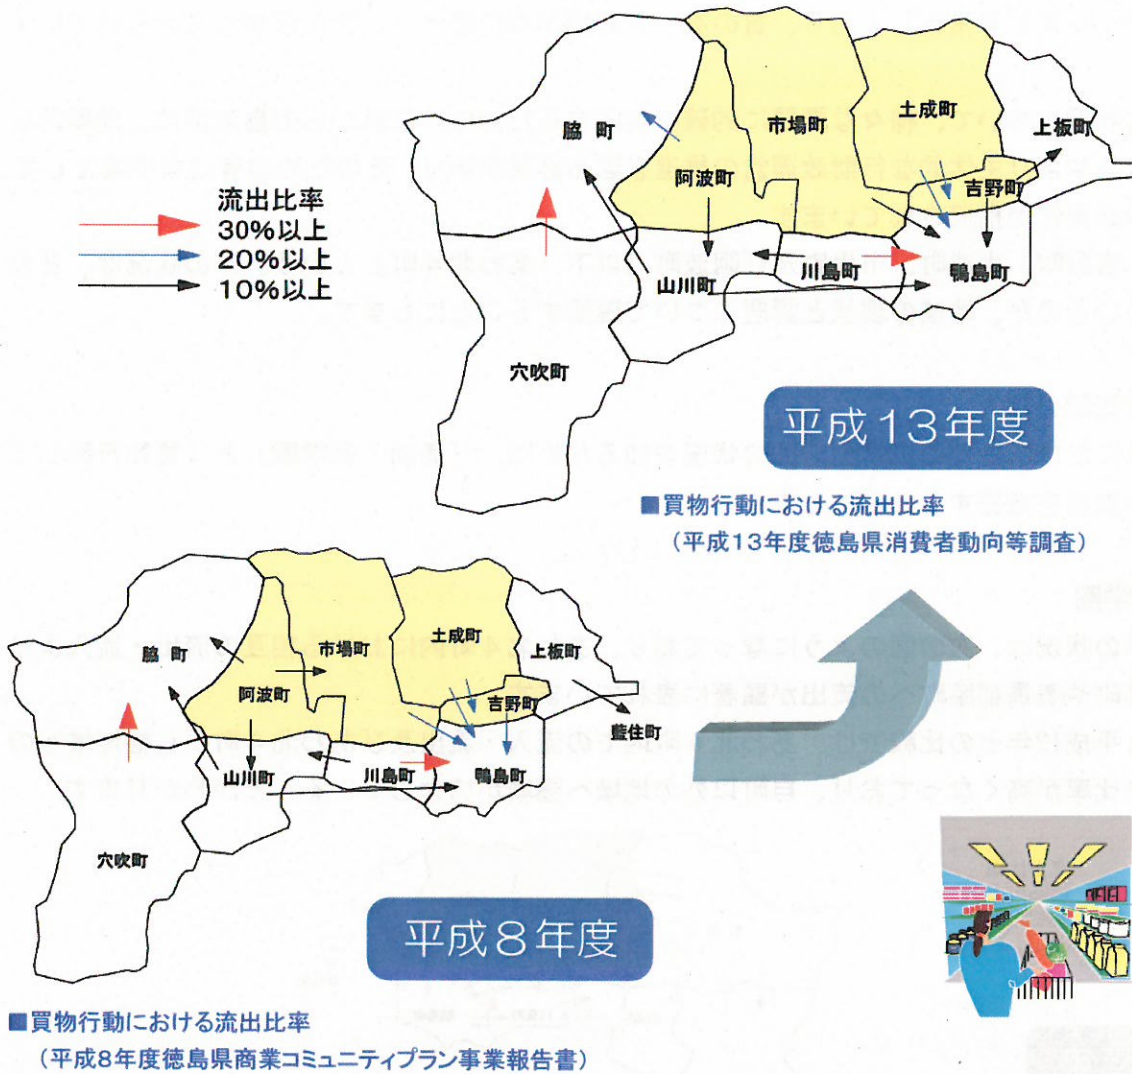 脇 町
市場町
土成町
上板町
阿波町
吉野町
流出比率
30%以上
20%以上
10%以上
山川町
川島町
鴨島町
穴吹町
平成13年度
■買物行動における流出比率
(平成13年度徳島県消費者動向等調査)
脇 町
市場町
土成町
上板町
阿波町
吉野町
藍住町
山川町
川島町
鴨島町
穴吹町
平成8年度
■買物行動における流出比率
(平成8年度徳島県商業コミュニティプラン事業報告書)